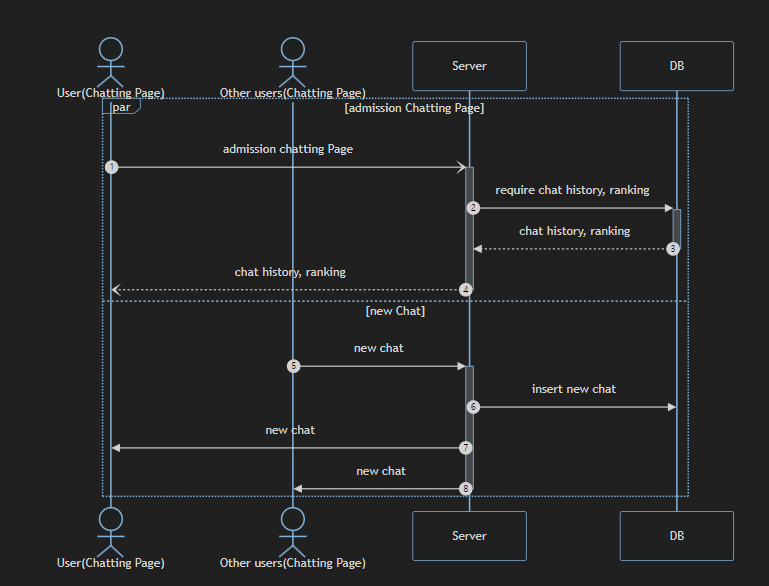 Server
DB
User(Chatting Page)
Other users(Chatting Page)
par
[admission Chatting Page]
admission chatting Page
1
require chat history, ranking
2
chat history, ranking
3
chat history, ranking
4
[new Chat]
new chat
5
insert new chat
6
new chat
7
new chat
8
Server
DB
User(Chatting Page)
Other users(Chatting Page)